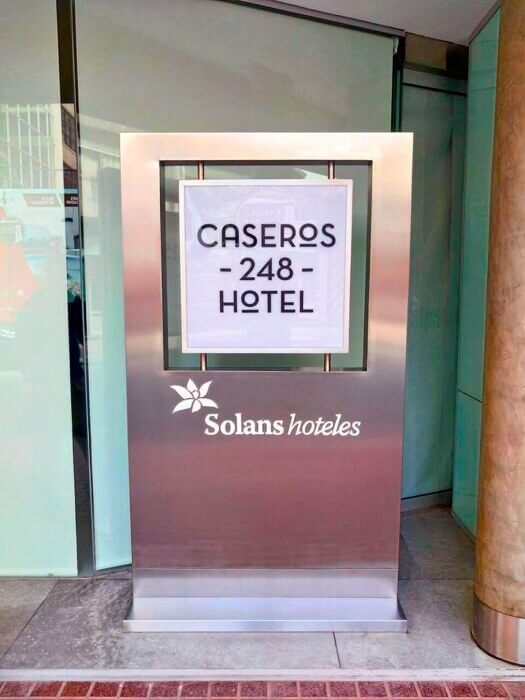 CASEROS
- 248 -
HOTEL
Solans hoteles